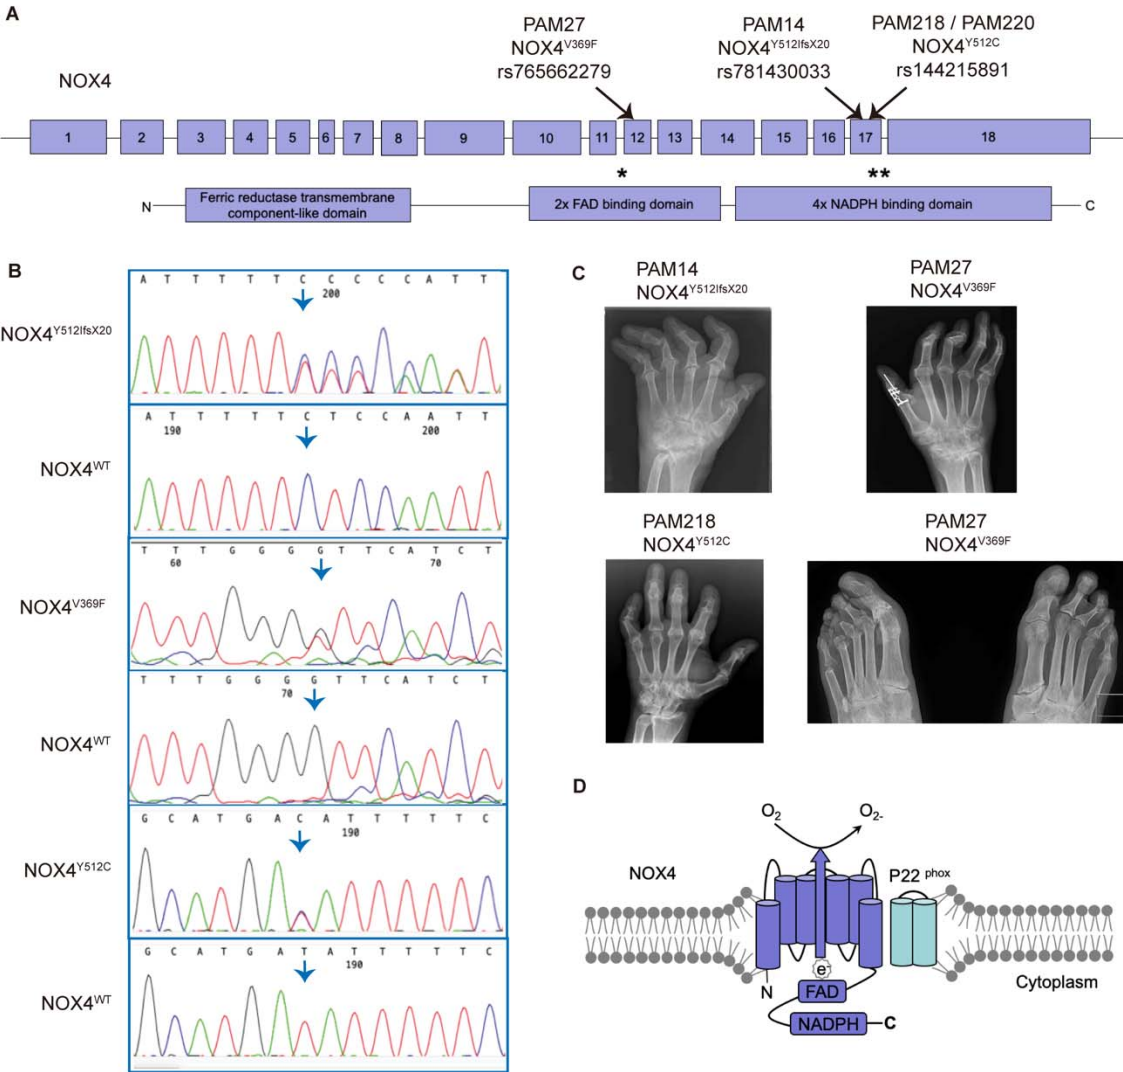 A
PAM27
NOX4V369F
rs765662279
PAM14
NOX4Y512IfsX20
rs781430033
PAM218 / PAM220
NOX4Y512C
rs144215891
NOX4
1 2 3 4 5 6 7 8 9 10 11 12 13 14 15 16 17 18
* **
N
Ferric reductase transmembrane
component-like domain
2x FAD binding domain
4x NADPH binding domain
C
B
NOX4Y512IfsX20
A T T T T T C C C C C A T T
200
NOX4WT
A T T T T T C T C C A A T T
190 200
NOX4V369F
T T T G G G G T T C A T C T
60 70
NOX4WT
T T T G G G G T T C A T C T
70
NOX4Y512C
G C A T G A C A T T T T T C
190
NOX4WT
G C A T G A T A T T T T T C
190
C
PAM14
NOX4Y512IfsX20
PAM27
NOX4V369F
PAM218
NOX4Y512C
PAM27
NOX4V369F
D
O2 O2-
NOX4
P22 phox
e-
N
FAD
NADPH
C
Cytoplasm